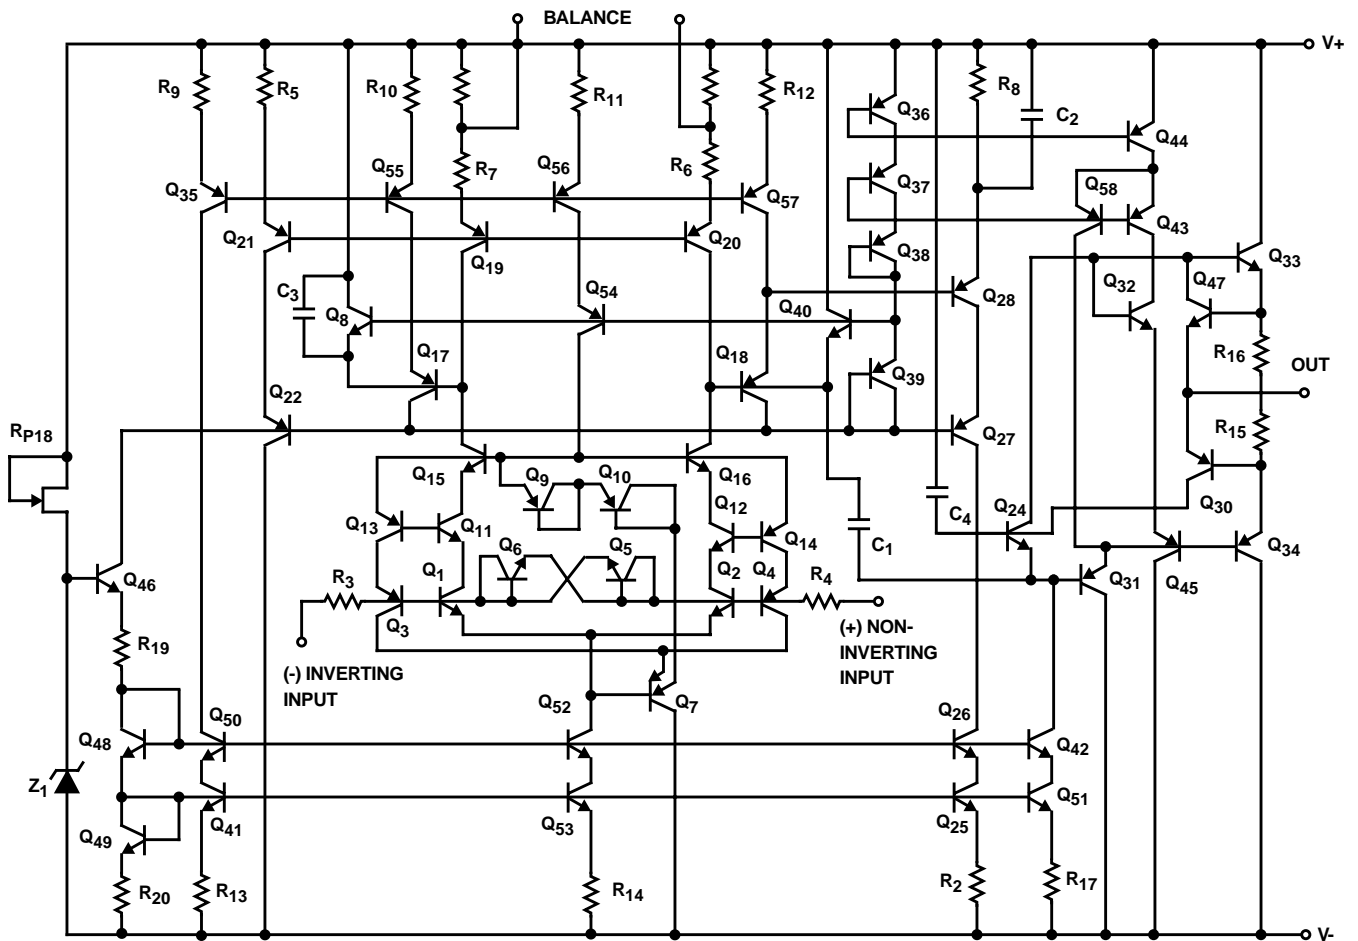 BALANCE
V+
R9
R5
R10
R11
R12
R8
C2
Q36
Q44
Q55
R7
Q56
R6
Q35
Q57
Q37
Q58
Q43
Q21
Q19
Q20
Q38
Q33
C3
Q54
Q32
Q47
Q8
Q40
Q28
Q17
Q18
Q39
R16
OUT
Q22
RP18
Q27
R15
Q15
Q9
Q10
Q16
Q13
Q11
Q12
Q14
C1
C4
Q24
Q30
Q6
Q5
Q34
Q46
R3
Q1
Q2
Q4
R4
Q31
Q45
Q3
R19
(-) INVERTING
INPUT
(+) NON-
INVERTING
INPUT
Q50
Q52
Q7
Q26
Q48
Q42
Z1
Q51
Q49
Q41
Q53
Q25
R20
R13
R14
R2
R17
V-